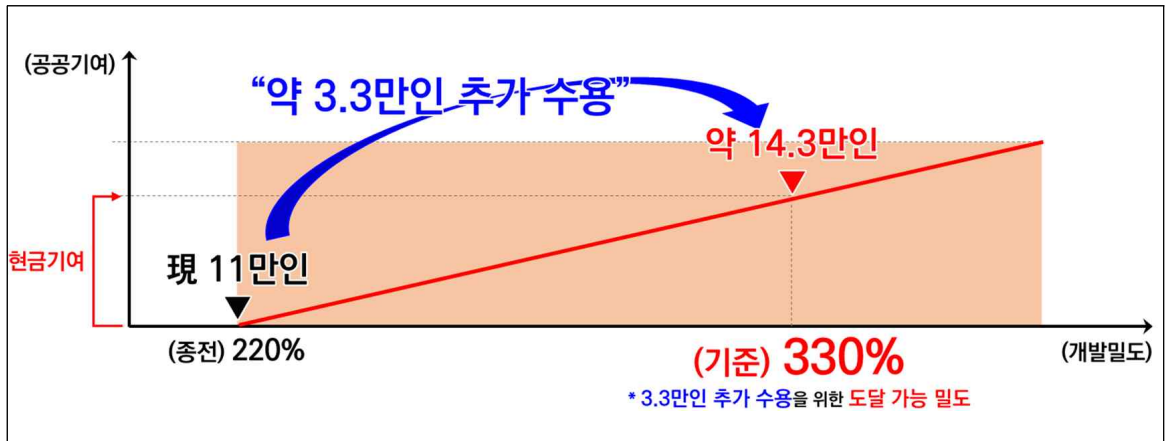 (공공기여)
“약 3.3만인 추가 수용”
약 14.3만인
현금기여
現 11만인
(종전) 220%
(기준) 330%
(개발밀도)
* 3.3만인 추가 수용을 위한 도달 가능 밀도